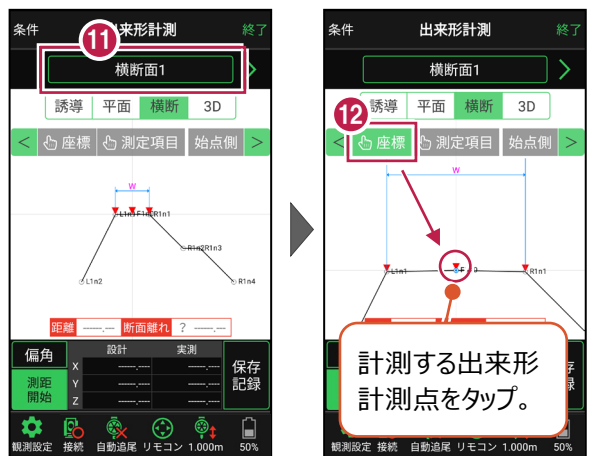 条件
⑪
来形計測
終了
横断面1
誘導 平面 横断 3D
< 座標 測定項目 始点側 >
W
L1n1 F1n0 R1n1
R1n2R1n3
L1n2
R1n4
距離 -----.--- 断面離れ ? -----.---
偏角
設計 実測
X -----.--- -----.---
Y -----.--- -----.---
Z -----.--- -----.---
測距
開始
保存
記録
観測設定 接続 自動追尾 リモコン 1.000m 50%
条件 出来形計測 終了
横断面1
⑫
誘導 平面 横断 3D
< 座標 測定項目 始点側 >
W
L1n1
R1n1
計測する出来形
計測点をタップ。
録
観測設定 接続 自動追尾 リモコン 1.000m 50%